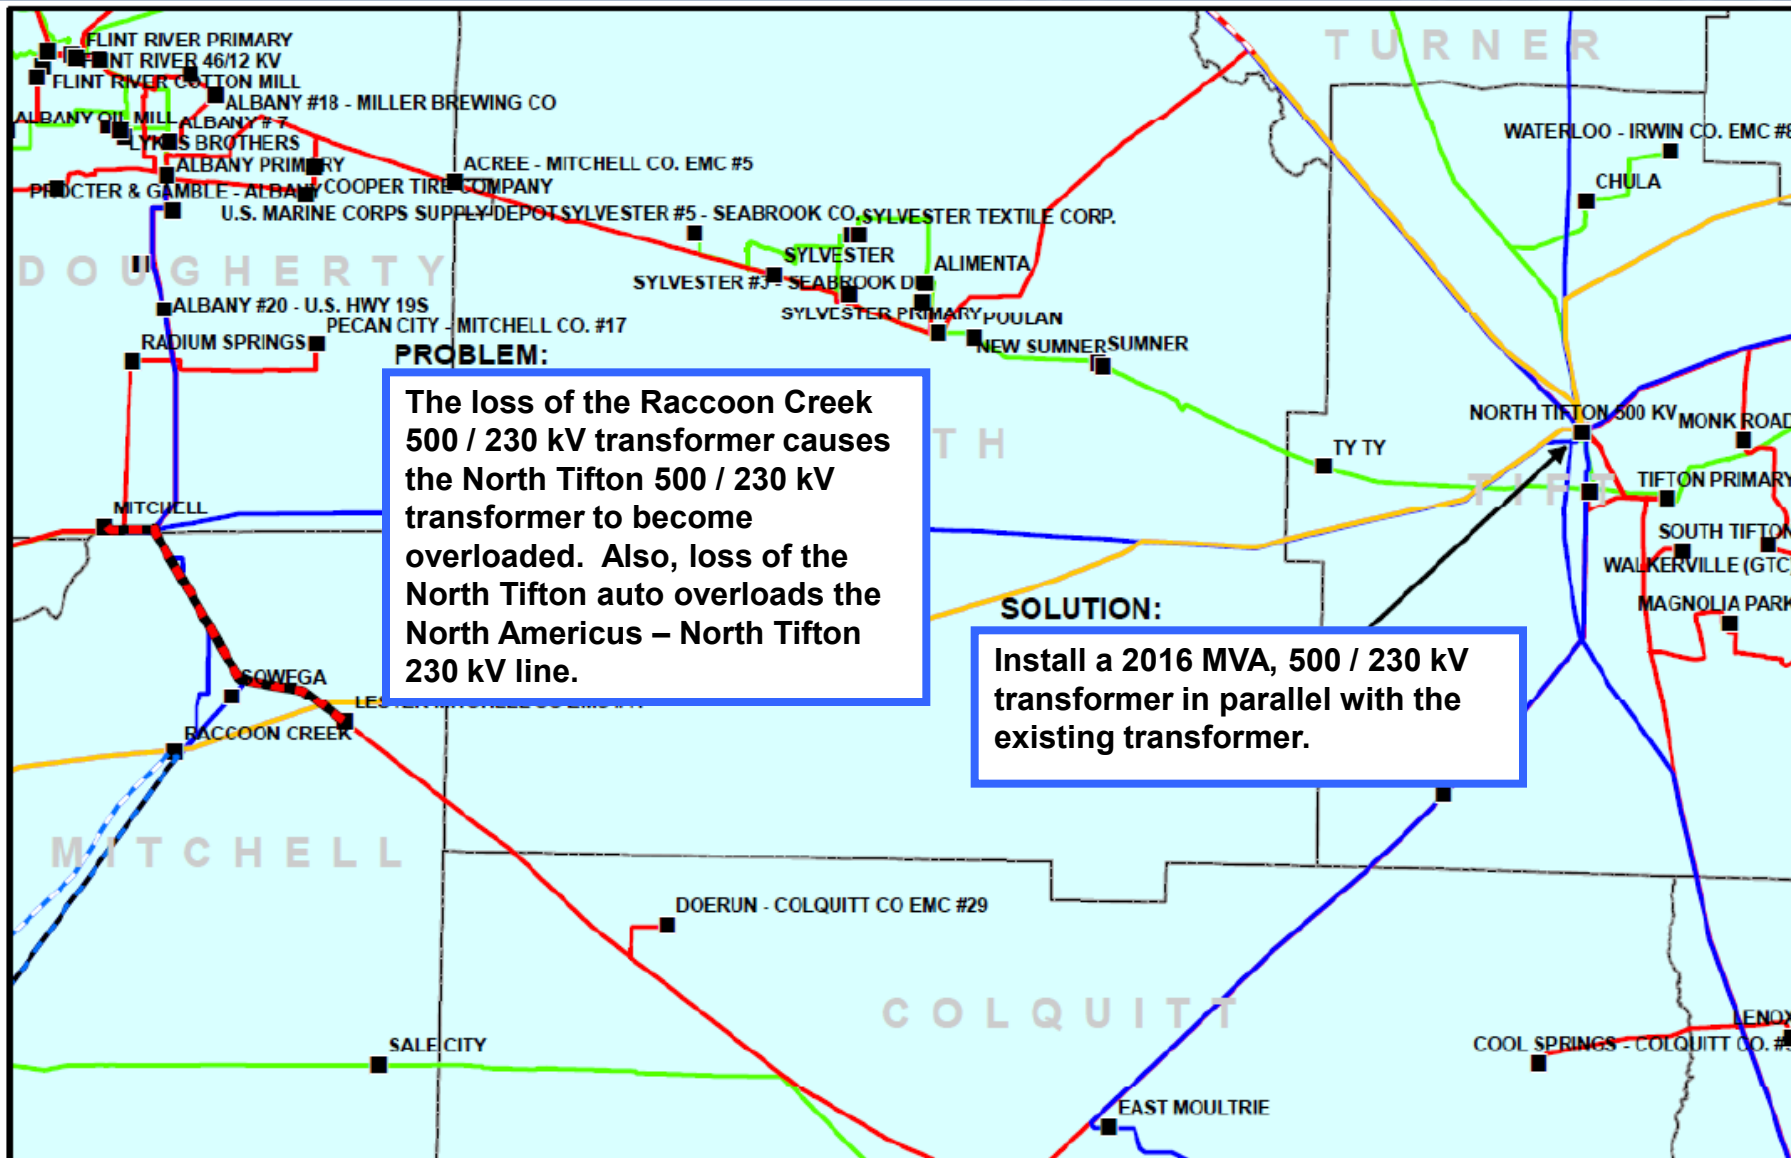 FLINT RIVER PRIMARY
TURNER
FLINT RIVER 46/12 KV
FLINT RIVER COTTON MILL
ALBANY #18 - MILLER BREWING CO
ALBANY OIL MILL
ALBANY # 7
WATERLOO - IRWIN CO. EMC #8
LYKES BROTHERS
ALBANY PRIMARY
ACREE - MITCHELL CO. EMC #5
CHULA
PROCTER & GAMBLE - ALBANY
COOPER TIRE COMPANY
U.S. MARINE CORPS SUPPLY DEPOT
SYLVESTER #5 - SEABROOK CO.
SYLVESTER TEXTILE CORP.
DOUGHERTY
SYLVESTER
ALIMENTA
SYLVESTER #3 - SEABROOK
ALBANY #20 - U.S. HWY 19S
SYLVESTER PRIMARY
POULAN
PECAN CITY - MITCHELL CO. #17
RADIUM SPRINGS
NEW SUMNER
SUMNER
PROBLEM:
The loss of the Raccoon Creek
500 / 230 kV transformer causes
the North Tifton 500 / 230 kV
transformer to become
overloaded. Also, loss of the
North Tifton auto overloads the
North Americus – North Tifton
230 kV line.
TH
NORTH TIFTON 500 KV
MONK ROAD
TY TY
TIFT
TIFTON PRIMARY
MITCHELL
SOUTH TIFTON
WALKERVILLE (GTC
MAGNOLIA PARK
SOLUTION:
Install a 2016 MVA, 500 / 230 kV
transformer in parallel with the
existing transformer.
SOWEGA
RACCOON CREEK
MITCHELL
DOERUN - COLQUITT CO EMC #29
COLQUITT
LENOX
SALE CITY
COOL SPRINGS - COLQUITT CO. #
EAST MOULTRIE